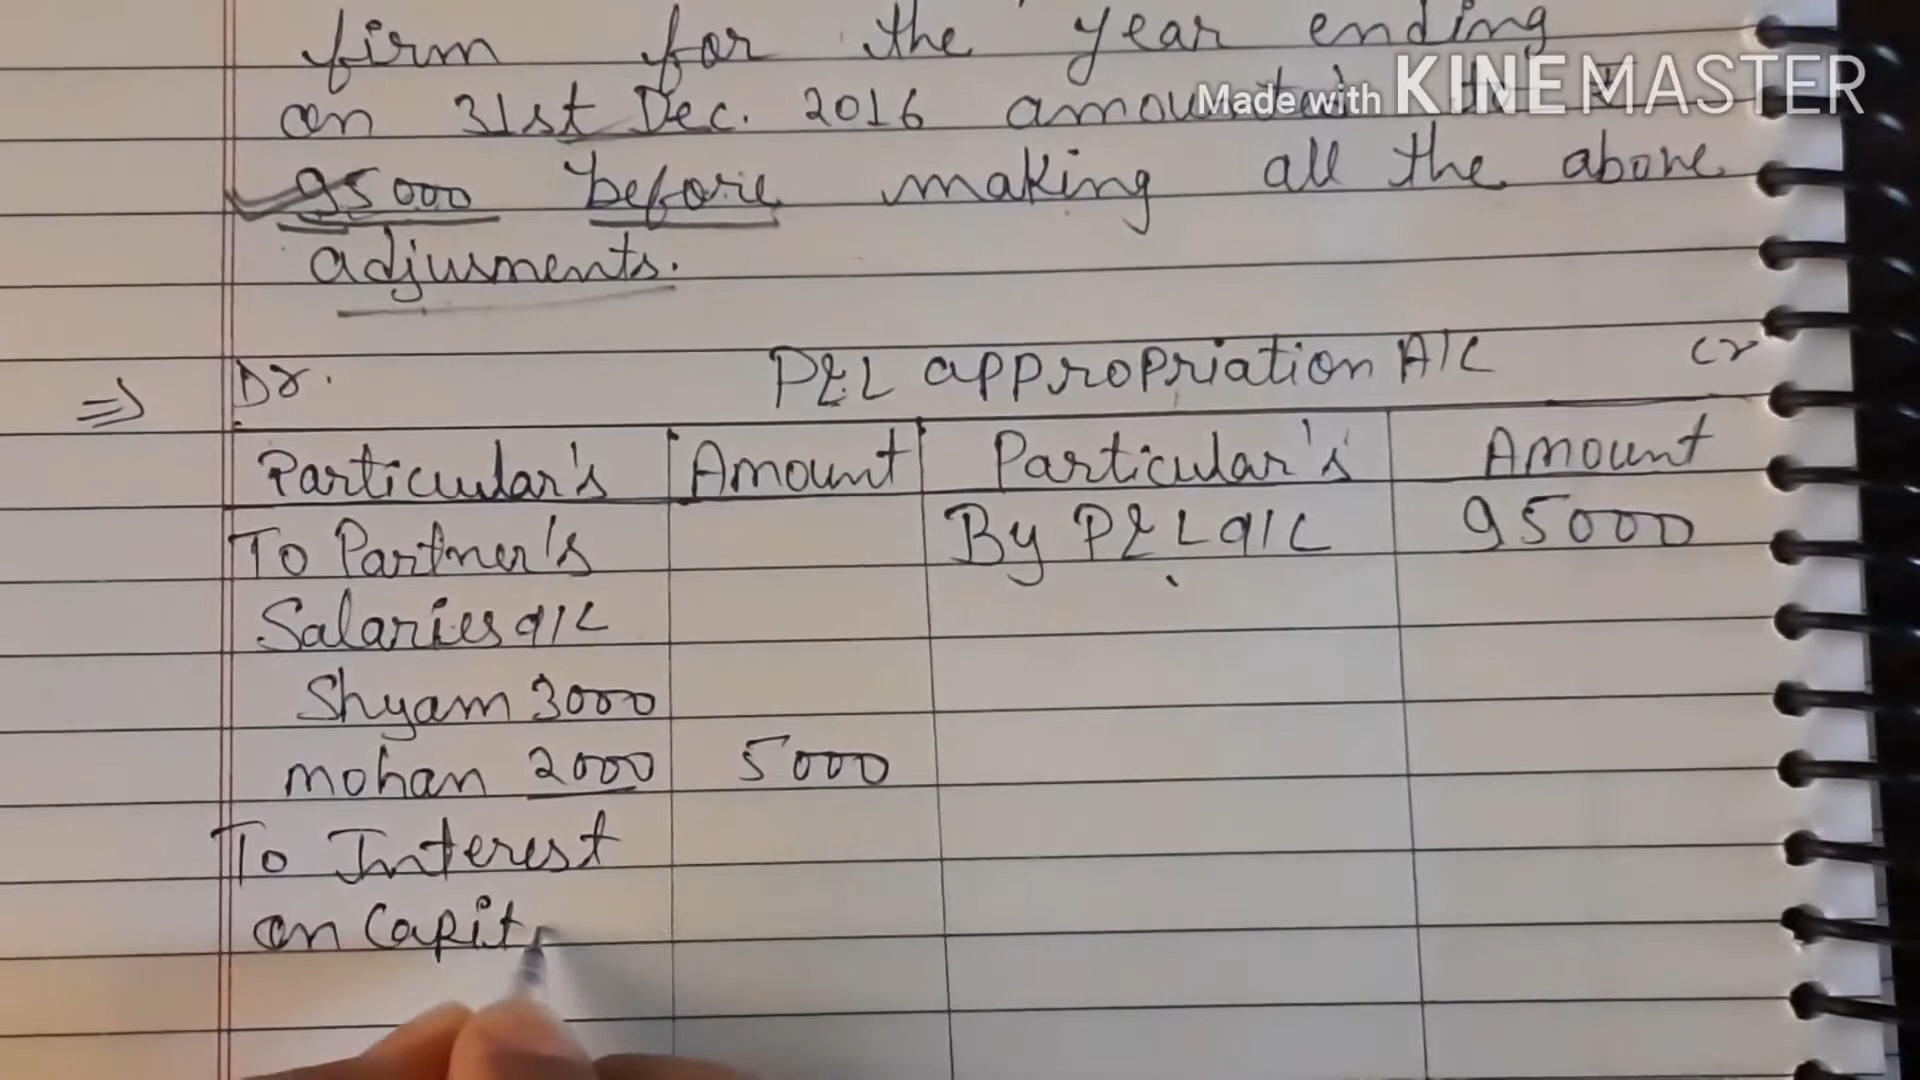 firm for the year ending
on 31st Dec. 2016
Made with KINEMASTER
95000 before making all the above
adjusments.
⇒ Dr. P&L appropriation A/C Cr
Particular's Amount Particular's Amount
To Partner's By P&L a/c 95000
Salaries a/c
Shyam 3000
mohan 2000 5000
To Interest
on Capit